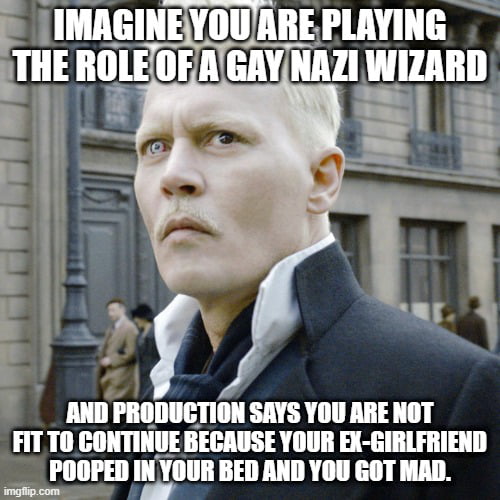 IMAGINE YOU ARE PLAYING
THE ROLE OF A GAY NAZI WIZARD
AND PRODUCTION SAYS YOU ARE NOT
FIT TO CONTINUE BECAUSE YOUR EX-GIRLFRIEND
POOPED IN YOUR BED AND YOU GOT MAD.
imgflip.com